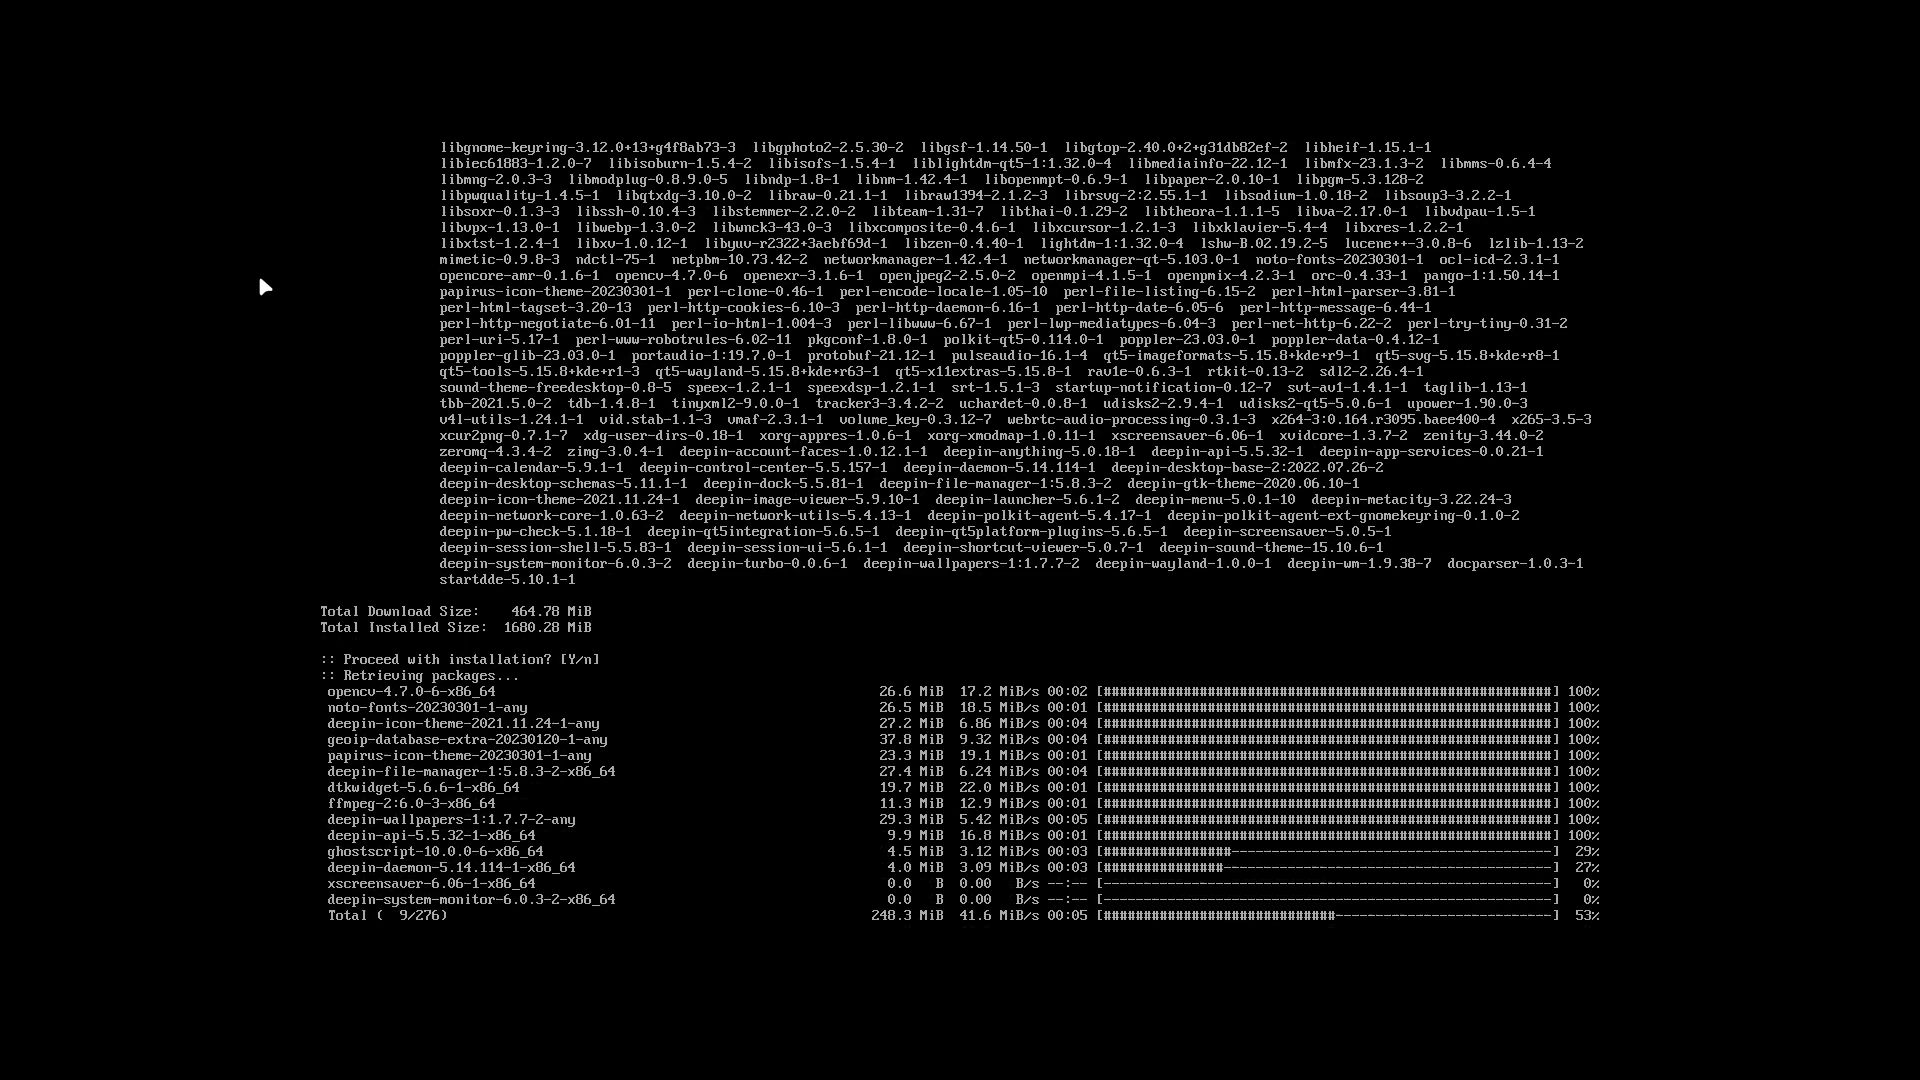 libgnome-keyring-3.12.0+13+g4f8ab73-3  libgphoto2-2.5.30-2  libgsf-1.14.50-1  libgtop-2.40.0+2+g31db82ef-2  libheif-1.15.1-1
libiec61883-1.2.0-7  libisoburn-1.5.4-2  libisofs-1.5.4-1  liblightdm-qt5-1:1.32.0-4  libmediainfo-22.12-1  libmfx-23.1.3-2  libmms-0.6.4-4
libmng-2.0.3-3  libmodplug-0.8.9.0-5  libndp-1.8-1  libnm-1.42.4-1  libopenmpt-0.6.9-1  libpaper-2.0.10-1  libpgm-5.3.128-2
libpwquality-1.4.5-1  libqtxdg-3.10.0-2  libraw-0.21.1-1  libraw1394-2.1.2-3  librsvg-2:2.55.1-1  libsodium-1.0.18-2  libsoup3-3.2.2-1
libsoxr-0.1.3-3  libssh-0.10.4-3  libstemmer-2.2.0-2  libteam-1.31-7  libthai-0.1.29-2  libtheora-1.1.1-5  libva-2.17.0-1  libvdpau-1.5-1
libvpx-1.13.0-1  libwebp-1.3.0-2  libwnck3-43.0-3  libxcomposite-0.4.6-1  libxcursor-1.2.1-3  libxklavier-5.4-4  libxres-1.2.2-1
libxtst-1.2.4-1  libxv-1.0.12-1  libyuv-r2322+3aebf69d-1  libzen-0.4.40-1  lightdm-1:1.32.0-4  lshw-B.02.19.2-5  lucene++-3.0.8-6  lzlib-1.13-2
mimetic-0.9.8-3  ndctl-75-1  netpbm-10.73.42-2  networkmanager-1.42.4-1  networkmanager-qt-5.103.0-1  noto-fonts-20230301-1  ocl-icd-2.3.1-1
opencore-amr-0.1.6-1  opencv-4.7.0-6  openexr-3.1.6-1  openjpeg2-2.5.0-2  openmpi-4.1.5-1  openpmix-4.2.3-1  orc-0.4.33-1  pango-1:1.50.14-1
papirus-icon-theme-20230301-1  perl-clone-0.46-1  perl-encode-locale-1.05-10  perl-file-listing-6.15-2  perl-html-parser-3.81-1
perl-html-tagset-3.20-13  perl-http-cookies-6.10-3  perl-http-daemon-6.16-1  perl-http-date-6.05-6  perl-http-message-6.44-1
perl-http-negotiate-6.01-11  perl-io-html-1.004-3  perl-libwww-6.67-1  perl-lwp-mediatypes-6.04-3  perl-net-http-6.22-2  perl-try-tiny-0.31-2
perl-uri-5.17-1  perl-www-robotrules-6.02-11  pkgconf-1.8.0-1  polkit-qt5-0.114.0-1  poppler-23.03.0-1  poppler-data-0.4.12-1
poppler-glib-23.03.0-1  portaudio-1:19.7.0-1  protobuf-21.12-1  pulseaudio-16.1-4  qt5-imageformats-5.15.8+kde+r9-1  qt5-svg-5.15.8+kde+r8-1
qt5-tools-5.15.8+kde+r1-3  qt5-wayland-5.15.8+kde+r63-1  qt5-x11extras-5.15.8-1  rav1e-0.6.3-1  rtkit-0.13-2  sdl2-2.26.4-1
sound-theme-freedesktop-0.8-5  speex-1.2.1-1  speexdsp-1.2.1-1  srt-1.5.1-3  startup-notification-0.12-7  svt-av1-1.4.1-1  taglib-1.13-1
tbb-2021.5.0-2  tdb-1.4.8-1  tinyxml2-9.0.0-1  tracker3-3.4.2-2  uchardet-0.0.8-1  udisks2-2.9.4-1  udisks2-qt5-5.0.6-1  upower-1.90.0-3
v4l-utils-1.24.1-1  vid.stab-1.1-3  vmaf-2.3.1-1  volume_key-0.3.12-7  webrtc-audio-processing-0.3.1-3  x264-3:0.164.r3095.baee400-4  x265-3.5-3
xcur2png-0.7.1-7  xdg-user-dirs-0.18-1  xorg-appres-1.0.6-1  xorg-xmodmap-1.0.11-1  xscreensaver-6.06-1  xvidcore-1.3.7-2  zenity-3.44.0-2
zeromq-4.3.4-2  zimg-3.0.4-1  deepin-account-faces-1.0.12.1-1  deepin-anything-5.0.18-1  deepin-api-5.5.32-1  deepin-app-services-0.0.21-1
deepin-calendar-5.9.1-1  deepin-control-center-5.5.157-1  deepin-daemon-5.14.114-1  deepin-desktop-base-2:2022.07.26-2
deepin-desktop-schemas-5.11.1-1  deepin-dock-5.5.81-1  deepin-file-manager-1:5.8.3-2  deepin-gtk-theme-2020.06.10-1
deepin-icon-theme-2021.11.24-1  deepin-image-viewer-5.9.10-1  deepin-launcher-5.6.1-2  deepin-menu-5.0.1-10  deepin-metacity-3.22.24-3
deepin-network-core-1.0.63-2  deepin-network-utils-5.4.13-1  deepin-polkit-agent-5.4.17-1  deepin-polkit-agent-ext-gnomekeyring-0.1.0-2
deepin-pw-check-5.1.18-1  deepin-qt5integration-5.6.5-1  deepin-qt5platform-plugins-5.6.5-1  deepin-screensaver-5.0.5-1
deepin-session-shell-5.5.83-1  deepin-session-ui-5.6.1-1  deepin-shortcut-viewer-5.0.7-1  deepin-sound-theme-15.10.6-1
deepin-system-monitor-6.0.3-2  deepin-turbo-0.0.6-1  deepin-wallpapers-1:1.7.7-2  deepin-wayland-1.0.0-1  deepin-wm-1.9.38-7  docparser-1.0.3-1
startdde-5.10.1-1
Total Download Size:    464.78 MiB
Total Installed Size:  1680.28 MiB
:: Proceed with installation? [Y/n]
:: Retrieving packages...
opencv-4.7.0-6-x86_64  26.6 MiB  17.2 MiB/s 00:02 [########################################################] 100%
noto-fonts-20230301-1-any  26.5 MiB  18.5 MiB/s 00:01 [########################################################] 100%
deepin-icon-theme-2021.11.24-1-any  27.2 MiB  6.86 MiB/s 00:04 [########################################################] 100%
geoip-database-extra-20230120-1-any  37.8 MiB  9.32 MiB/s 00:04 [########################################################] 100%
papirus-icon-theme-20230301-1-any  23.3 MiB  19.1 MiB/s 00:01 [########################################################] 100%
deepin-file-manager-1:5.8.3-2-x86_64  27.4 MiB  6.24 MiB/s 00:04 [########################################################] 100%
dtkwidget-5.6.6-1-x86_64  19.7 MiB  22.0 MiB/s 00:01 [########################################################] 100%
ffmpeg-2:6.0-3-x86_64  11.3 MiB  12.9 MiB/s 00:01 [########################################################] 100%
deepin-wallpapers-1:1.7.7-2-any  29.3 MiB  5.42 MiB/s 00:05 [########################################################] 100%
deepin-api-5.5.32-1-x86_64  9.9 MiB  16.8 MiB/s 00:01 [########################################################] 100%
ghostscript-10.0.0-6-x86_64  4.5 MiB  3.12 MiB/s 00:03 [################----------------------------------------] 29%
deepin-daemon-5.14.114-1-x86_64  4.0 MiB  3.09 MiB/s 00:03 [###############-----------------------------------------] 27%
xscreensaver-6.06-1-x86_64  0.0   B  0.00   B/s --:-- [--------------------------------------------------------] 0%
deepin-system-monitor-6.0.3-2-x86_64  0.0   B  0.00   B/s --:-- [--------------------------------------------------------] 0%
Total (  9/276)  248.3 MiB  41.6 MiB/s 00:05 [#############################---------------------------] 53%